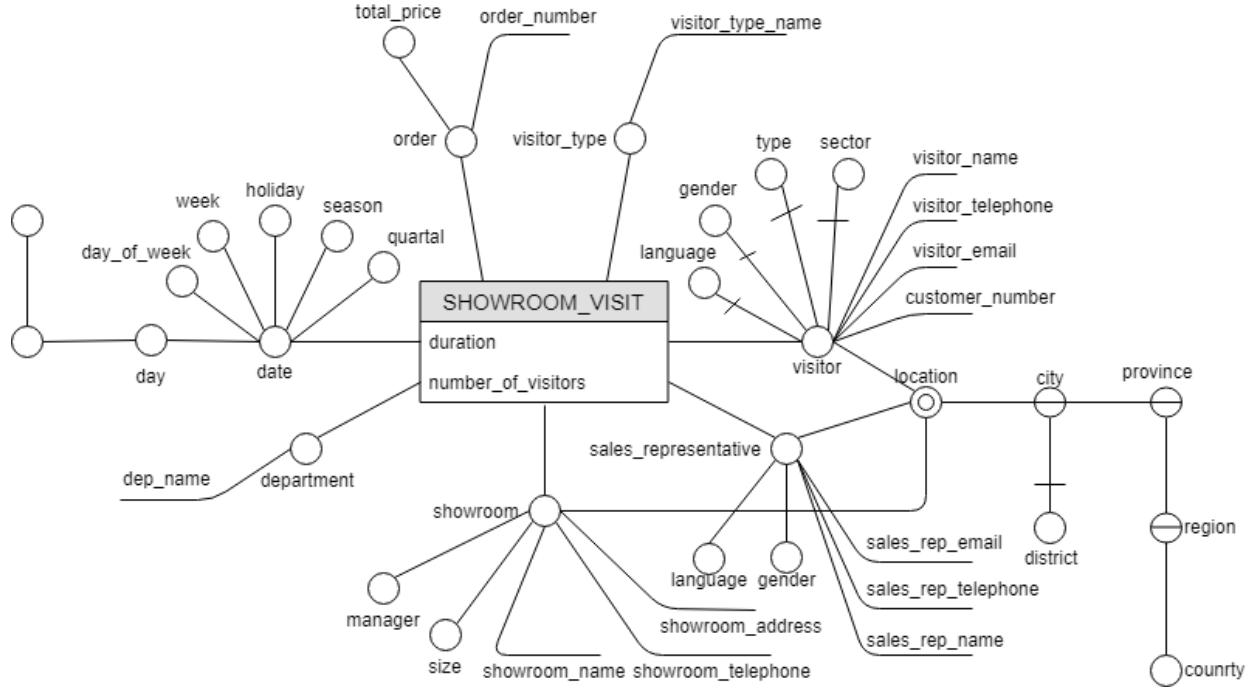 total_price
order_number
visitor_type_name
order
visitor_type
type
sector
visitor_name
gender
visitor_telephone
language
visitor_email
customer_number
holiday
week
season
day_of_week
quartal
SHOWROOM_VISIT
duration
number_of_visitors
day
date
visitor
location
city
province
dep_name
department
sales_representative
showroom
region
district
sales_rep_email
language
gender
sales_rep_telephone
manager
showroom_address
sales_rep_name
size
showroom_name
showroom_telephone
counrty